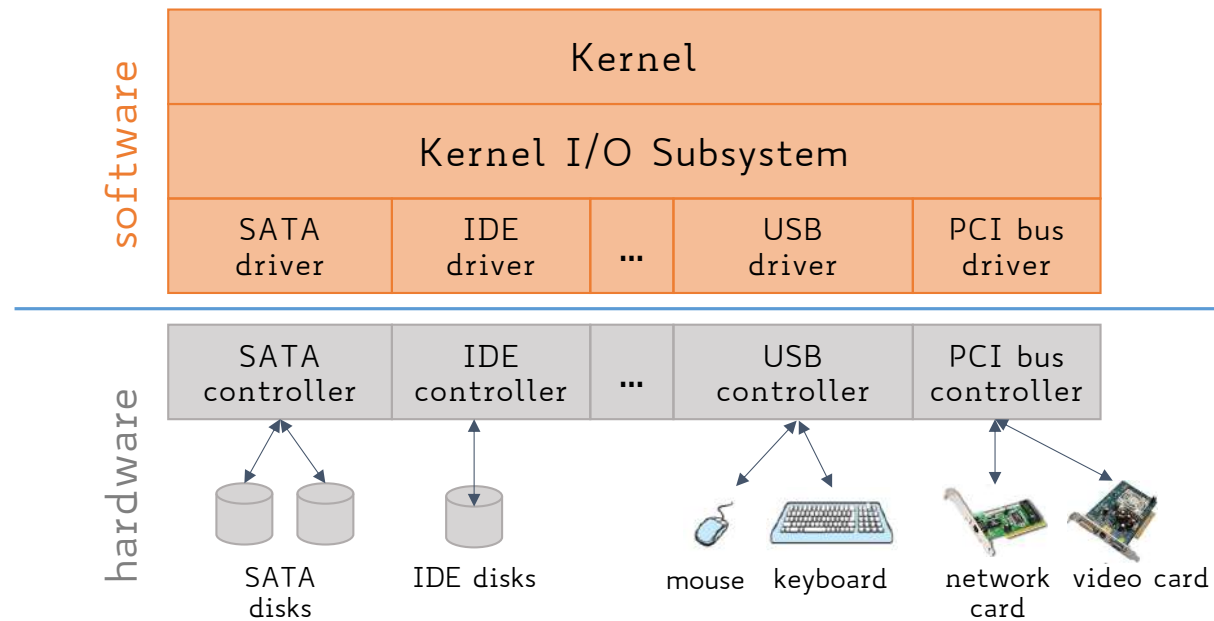 software
Kernel
Kernel I/O Subsystem
SATA
driver
IDE
driver
...
USB
driver
PCI bus
driver
hardware
SATA
controller
IDE
controller
...
USB
controller
PCI bus
controller
SATA
disks
IDE disks
mouse
keyboard
network
card
video card